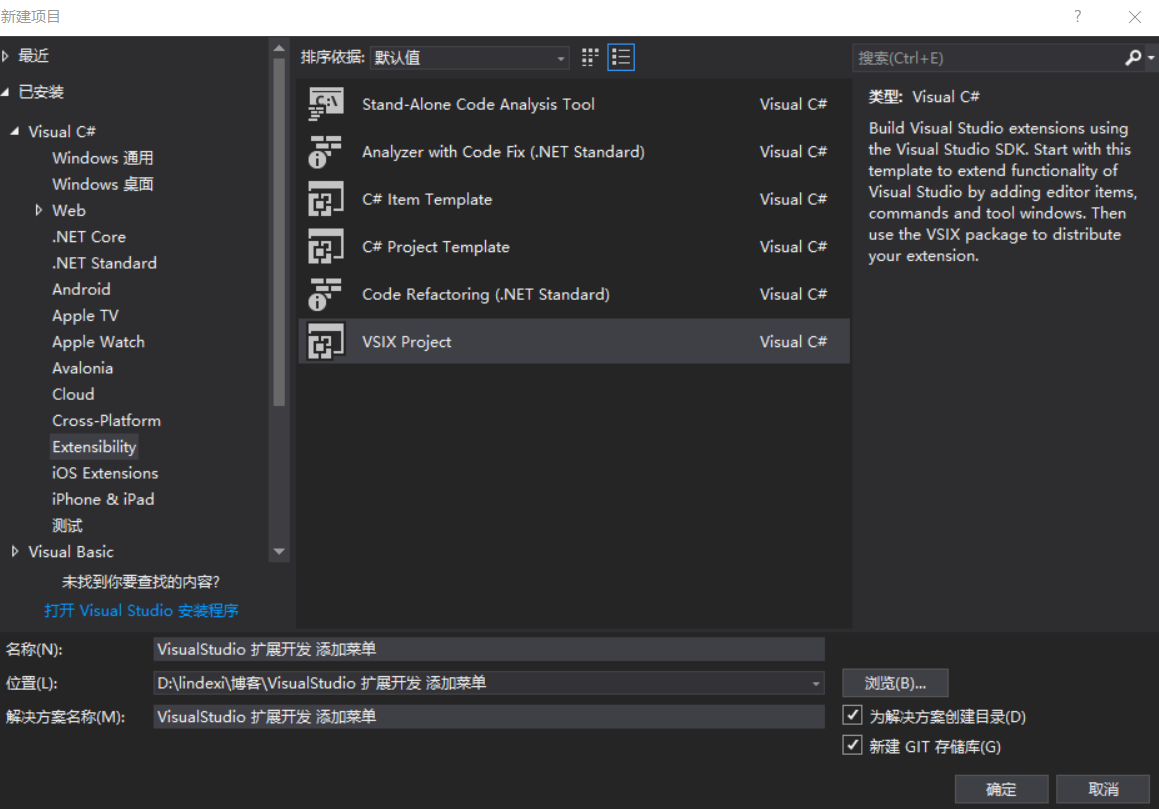 新建项目
?
最近
已安装
Visual C#
Windows 通用
Windows 桌面
Web
.NET Core
.NET Standard
Android
Apple TV
Apple Watch
Avalonia
Cloud
Cross-Platform
Extensibility
iOS Extensions
iPhone & iPad
测试
Visual Basic
未找到你要查找的内容?
打开 Visual Studio 安装程序
排序依据: 默认值
C:\
Stand-Alone Code Analysis Tool Visual C#
Analyzer with Code Fix (.NET Standard) Visual C#
C# Item Template Visual C#
C# Project Template Visual C#
Code Refactoring (.NET Standard) Visual C#
VSIX Project Visual C#
搜索(Ctrl+E)
类型: Visual C#
Build Visual Studio extensions using
the Visual Studio SDK. Start with this
template to extend functionality of
Visual Studio by adding editor items,
commands and tool windows. Then
use the VSIX package to distribute
your extension.
名称(N): VisualStudio 扩展开发 添加菜单
位置(L): D:\lindexi\博客\VisualStudio 扩展开发 添加菜单
浏览(B)...
解决方案名称(M): VisualStudio 扩展开发 添加菜单
为解决方案创建目录(D)
新建 GIT 存储库(G)
确定 取消